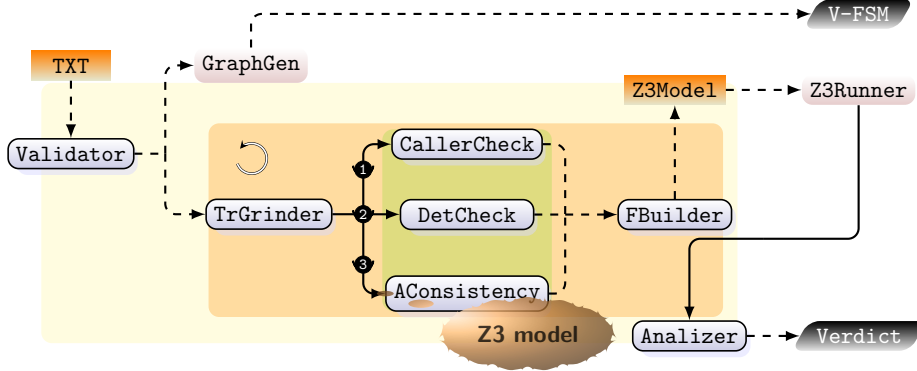 V-FSM
TXT
GraphGen
Z3Model
Z3Runner
Validator
CallerCheck
1
TrGrinder
2
DetCheck
FBuilder
3
AConsistency
Z3 model
Analizer
Verdict